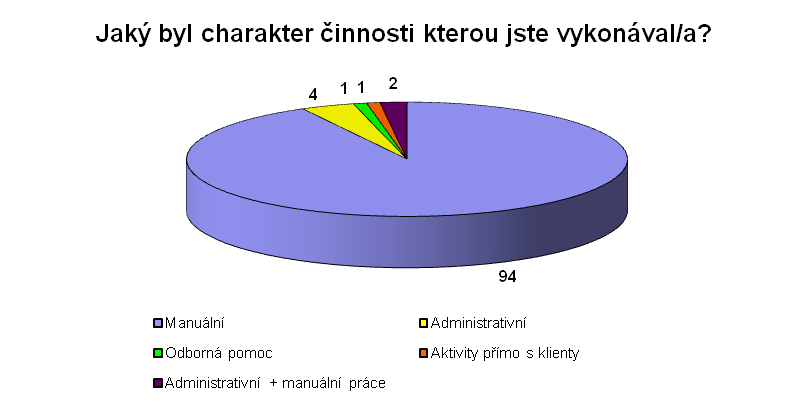 Jaký byl charakter činnosti kterou jste vykonával/a?
4 1 1 2
94
Manuální Administrativní
Odborná pomoc Aktivity přímo s klienty
Administrativní + manuální práce